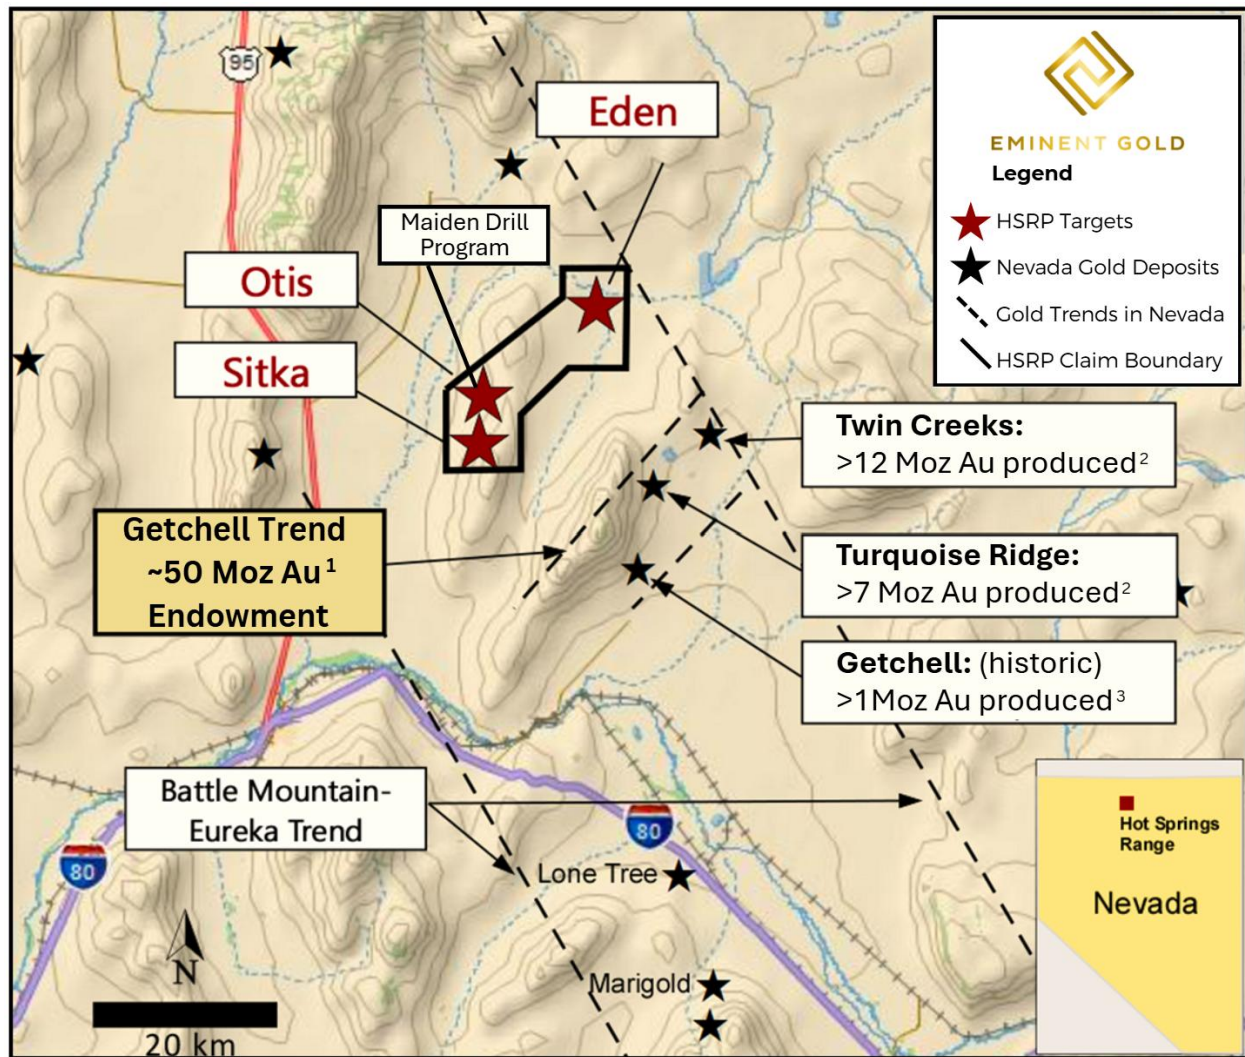 95
Eden
EMINENT GOLD
Legend
HSRP Targets
Nevada Gold Deposits
Gold Trends in Nevada
HSRP Claim Boundary
Maiden Drill
Program
Otis
Sitka
Twin Creeks:
>12 Moz Au produced²
Getchell Trend
~50 Moz Au¹
Endowment
Turquoise Ridge:
>7 Moz Au produced²
Getchell: (historic)
>1Moz Au produced³
Battle Mountain-
Eureka Trend
80
80
Lone Tree
Marigold
N
20 km
Hot Springs
Range
Nevada